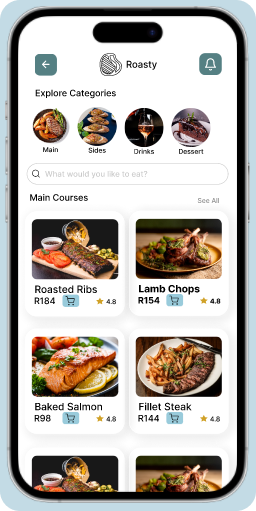 Roasty
Explore Categories
Main Sides Drinks Dessert
What would you like to eat?
Main Courses See All
Roasted Ribs Lamb Chops
R184 4.8 R154 4.8
Baked Salmon Fillet Steak
R98 4.8 R144 4.8